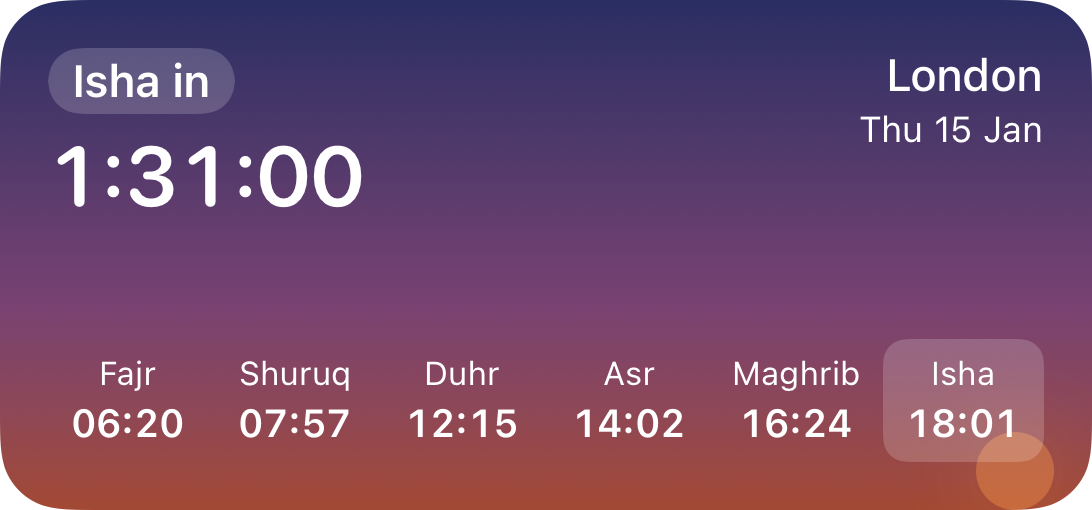 Isha in
1:31:00
London
Thu 15 Jan
Fajr Shuruq Duhr Asr Maghrib Isha
06:20 07:57 12:15 14:02 16:24 18:01